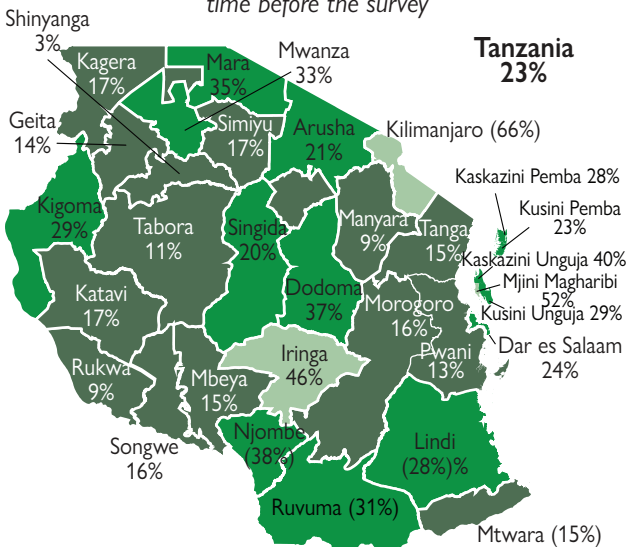 time before the survey
Shinyanga
3%
Tanzania
23%
Kagera
17%
Mara
35%
Mwanza
33%
Geita
14%
Simiyu
17%
Arusha
21%
Kilimanjaro (66%)
Kaskazini Pemba 28%
Kusini Pemba
23%
Kigoma
29%
Tabora
11%
Singida
20%
Manyara
9%
Tanga
15%
Kaskazini Unguja 40%
Mjini Magharibi
52%
Kusini Unguja 29%
Katavi
17%
Dodoma
37%
Morogoro
16%
Dar es Salaam
24%
Rukwa
9%
Mbeya
15%
Iringa
46%
Pwani
13%
Songwe
16%
Njombe
(38%)
Lindi
(28%)%
Ruvuma (31%)
Mtwara (15%)